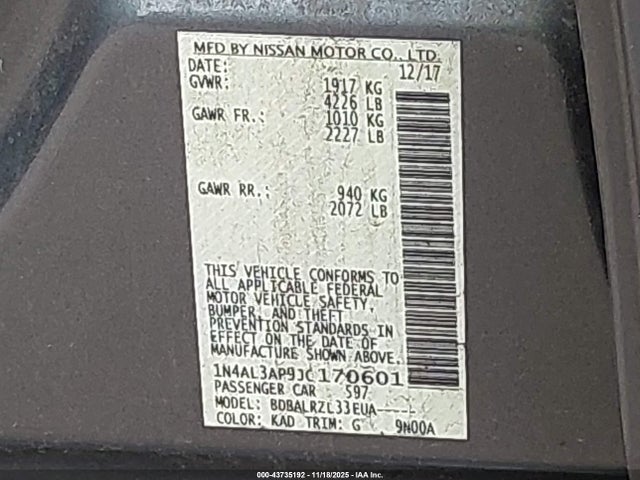 MFD BY NISSAN MOTOR CO., LTD.
DATE: 12/17
GVWR: 1917 KG
4226 LB
GAWR FR.: 1010 KG
2227 LB
GAWR RR.: 940 KG
2072 LB
THIS VEHICLE CONFORMS TO
ALL APPLICABLE FEDERAL
MOTOR VEHICLE SAFETY,
BUMPER, AND THEFT
PREVENTION STANDARDS IN
EFFECT ON THE DATE OF
MANUFACTURE SHOWN ABOVE.
1N4AL3AP9JC170601
PASSENGER CAR 597
MODEL: BDBALRZL33EUA-----
COLOR: KAD TRIM: G 9N00A
000-43735192 - 11/18/2025 - IAA Inc.